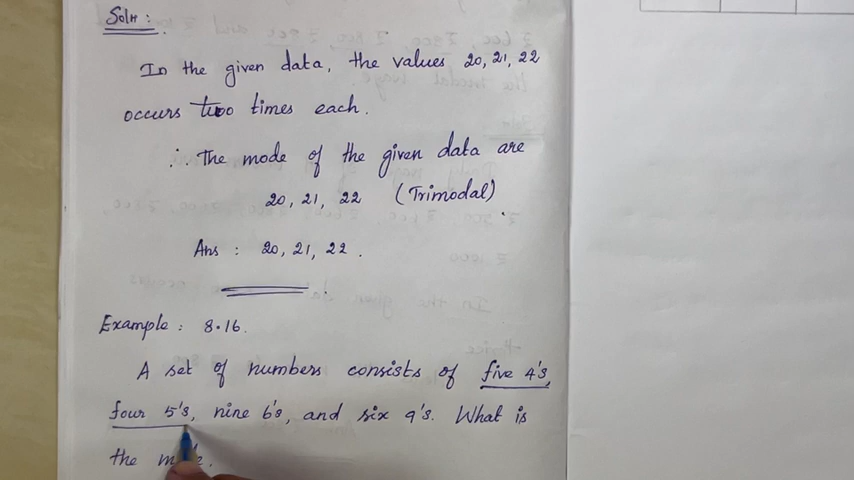 Soln :
In the given data, the values 20, 21, 22
occurs two times each.
∴ The mode of the given data are
20, 21, 22 (Trimodal).
Ans : 20, 21, 22.
Example : 8.16.
A set of numbers consists of five 4's,
four 5's, nine 6's, and six 9's. What is
the